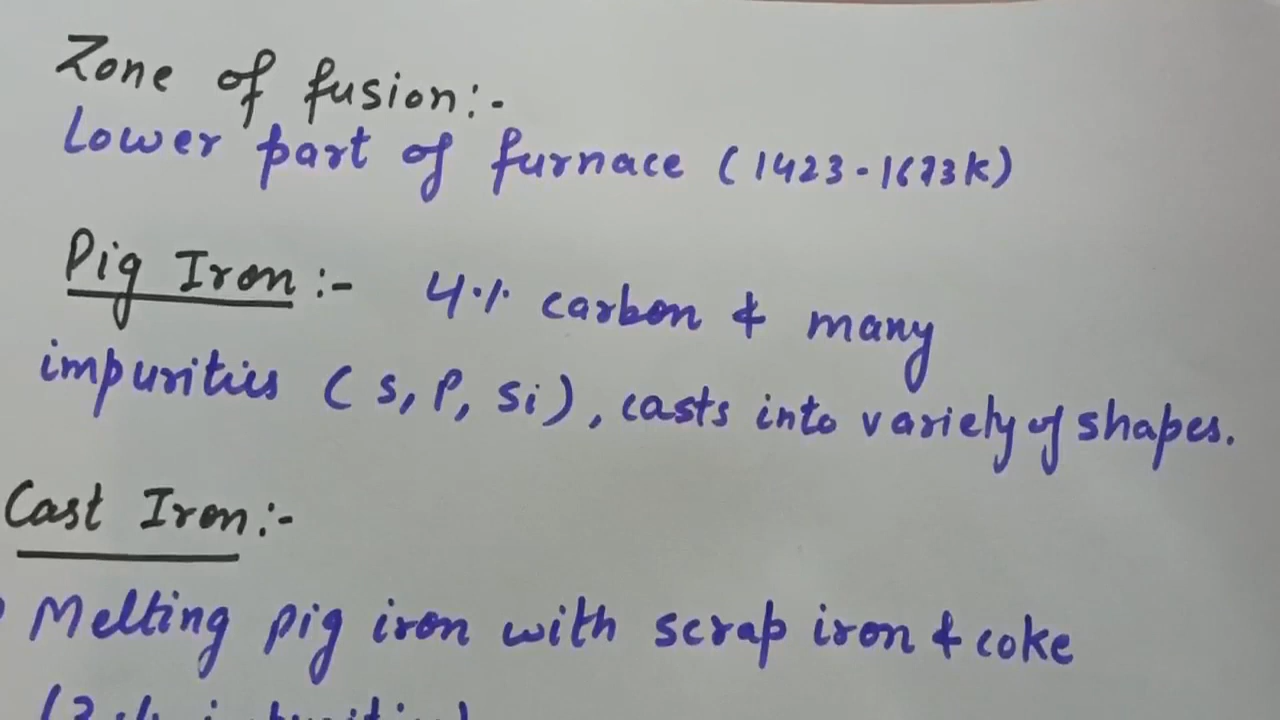 Zone of fusion:-
Lower part of furnace (1423-1673K)
Pig Iron:- 4% carbon & many
impurities (S, P, Si), casts into variety of shapes.
Cast Iron:-
Melting pig iron with scrap iron & coke